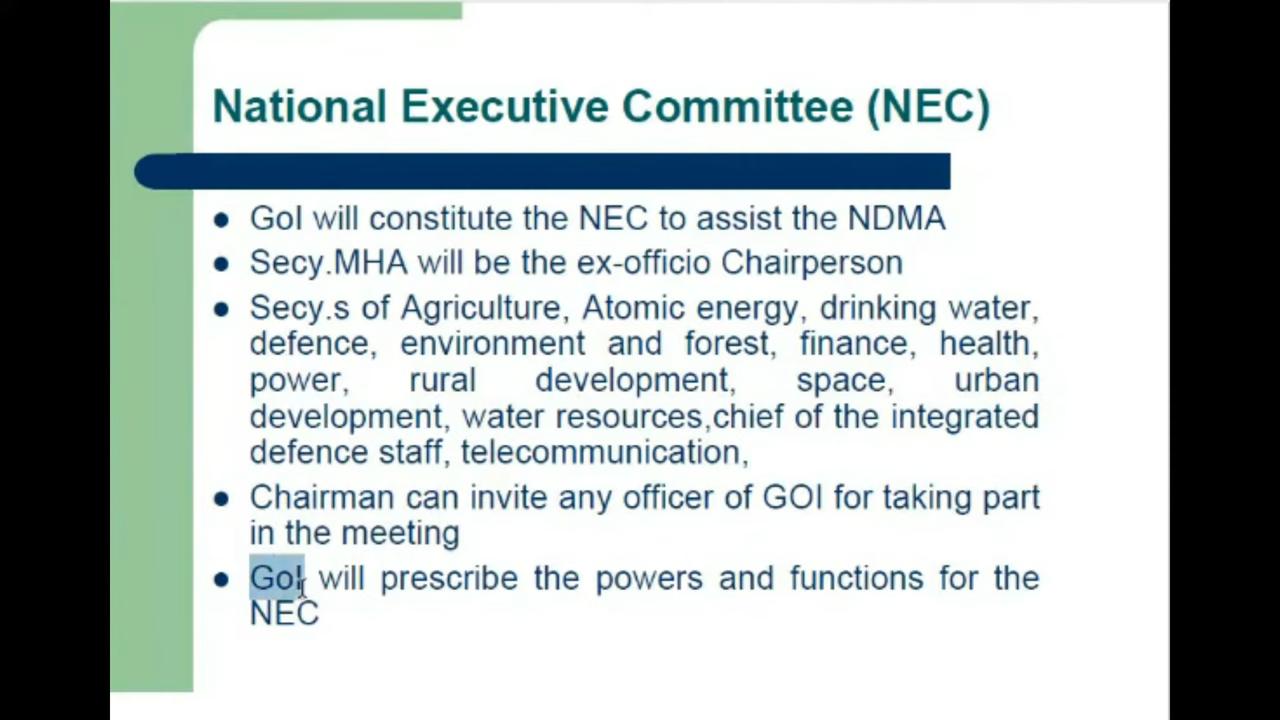 National Executive Committee (NEC)
● GoI will constitute the NEC to assist the NDMA
● Secy.MHA will be the ex-officio Chairperson
● Secy.s of Agriculture, Atomic energy, drinking water,
defence, environment and forest, finance, health,
power, rural development, space, urban
development, water resources,chief of the integrated
defence staff, telecommunication,
● Chairman can invite any officer of GOI for taking part
in the meeting
● GoI will prescribe the powers and functions for the
NEC